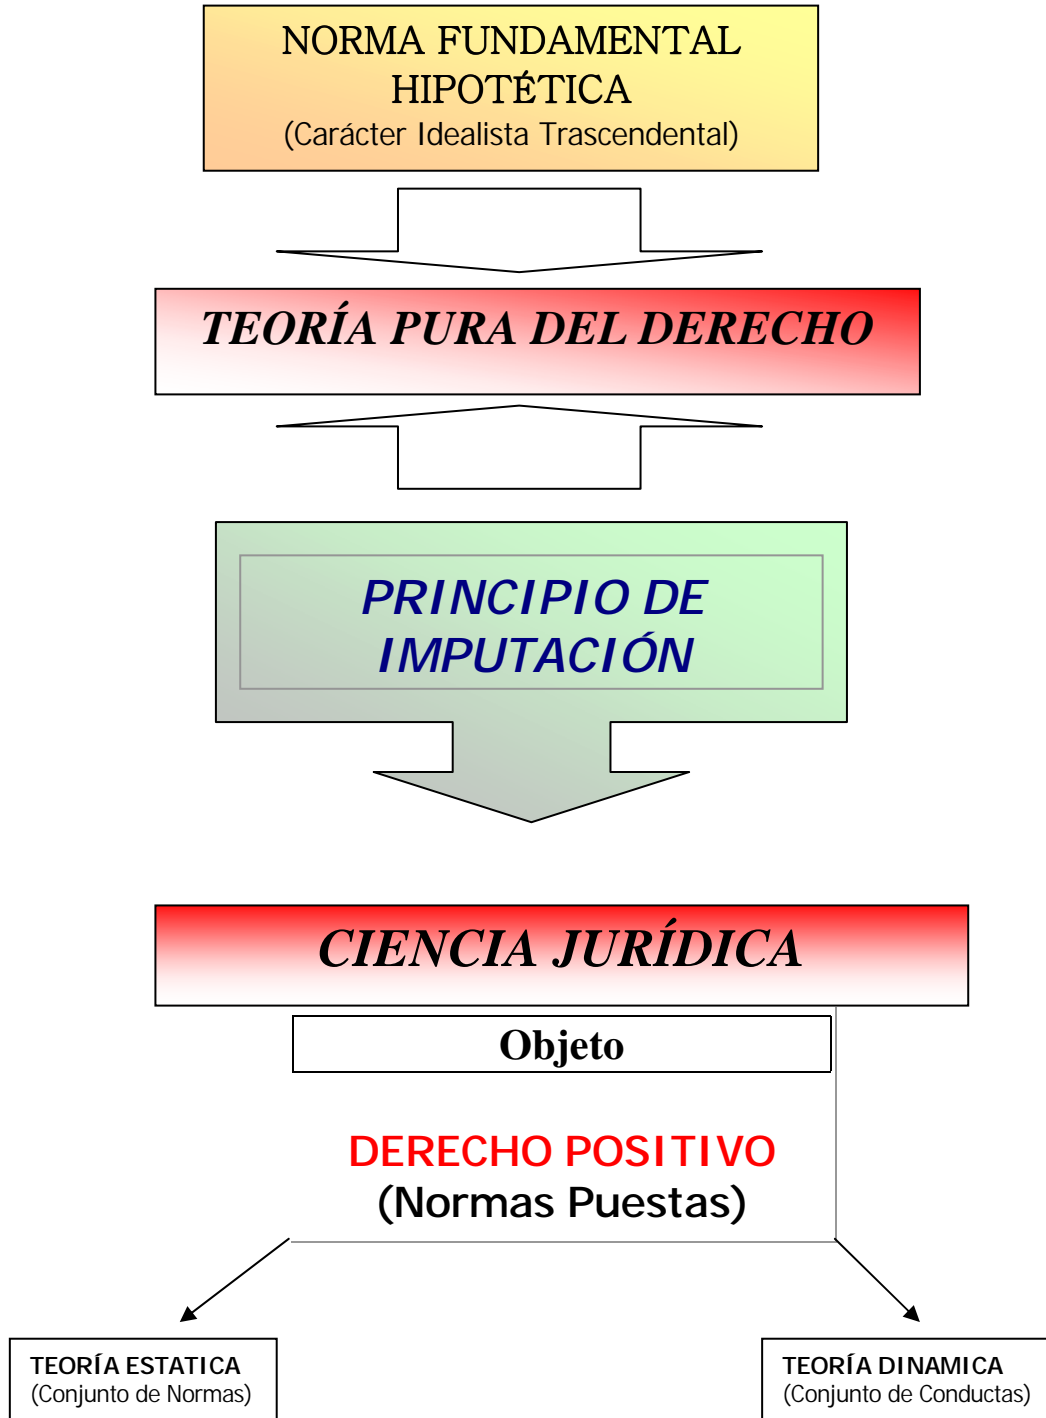 NORMA FUNDAMENTAL
HIPOTÉTICA
(Carácter Idealista Trascendental)
TEORÍA PURA DEL DERECHO
PRINCIPIO DE
IMPUTACIÓN
CIENCIA JURÍDICA
Objeto
DERECHO POSITIVO
(Normas Puestas)
TEORÍA ESTATICA
(Conjunto de Normas)
TEORÍA DINAMICA
(Conjunto de Conductas)